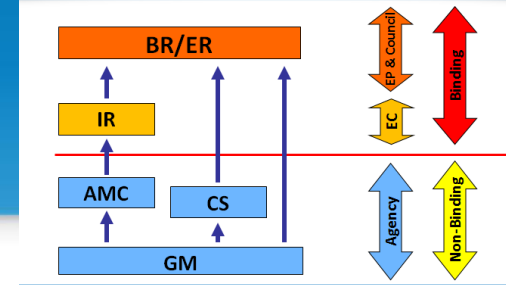 BR/ER
IR
AMC
CS
GM
EP & Council
EC
Agency
Binding
Non-Binding